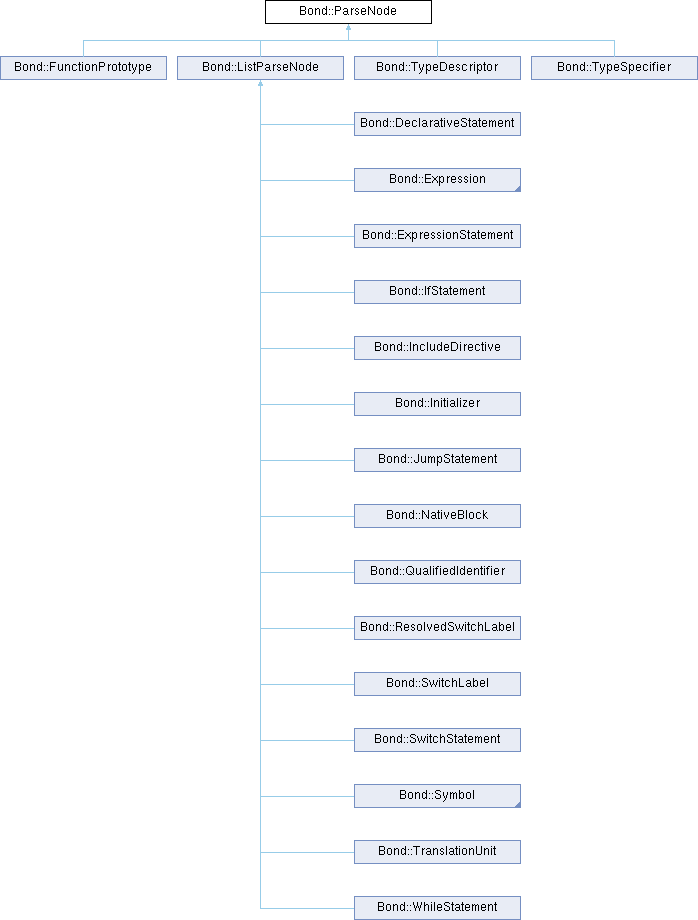 Bond::ParseNode
Bond::FunctionPrototype
Bond::ListParseNode
Bond::TypeDescriptor
Bond::TypeSpecifier
Bond::DeclarativeStatement
Bond::Expression
Bond::ExpressionStatement
Bond::IfStatement
Bond::IncludeDirective
Bond::Initializer
Bond::JumpStatement
Bond::NativeBlock
Bond::QualifiedIdentifier
Bond::ResolvedSwitchLabel
Bond::SwitchLabel
Bond::SwitchStatement
Bond::Symbol
Bond::TranslationUnit
Bond::WhileStatement